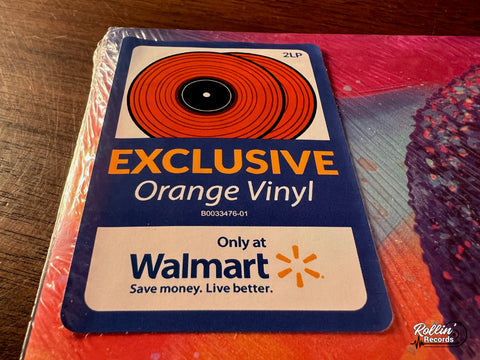 2LP
EXCLUSIVE
Orange Vinyl
B0033476-01
Only at
Walmart
Save money. Live better.
Rollin'
Records